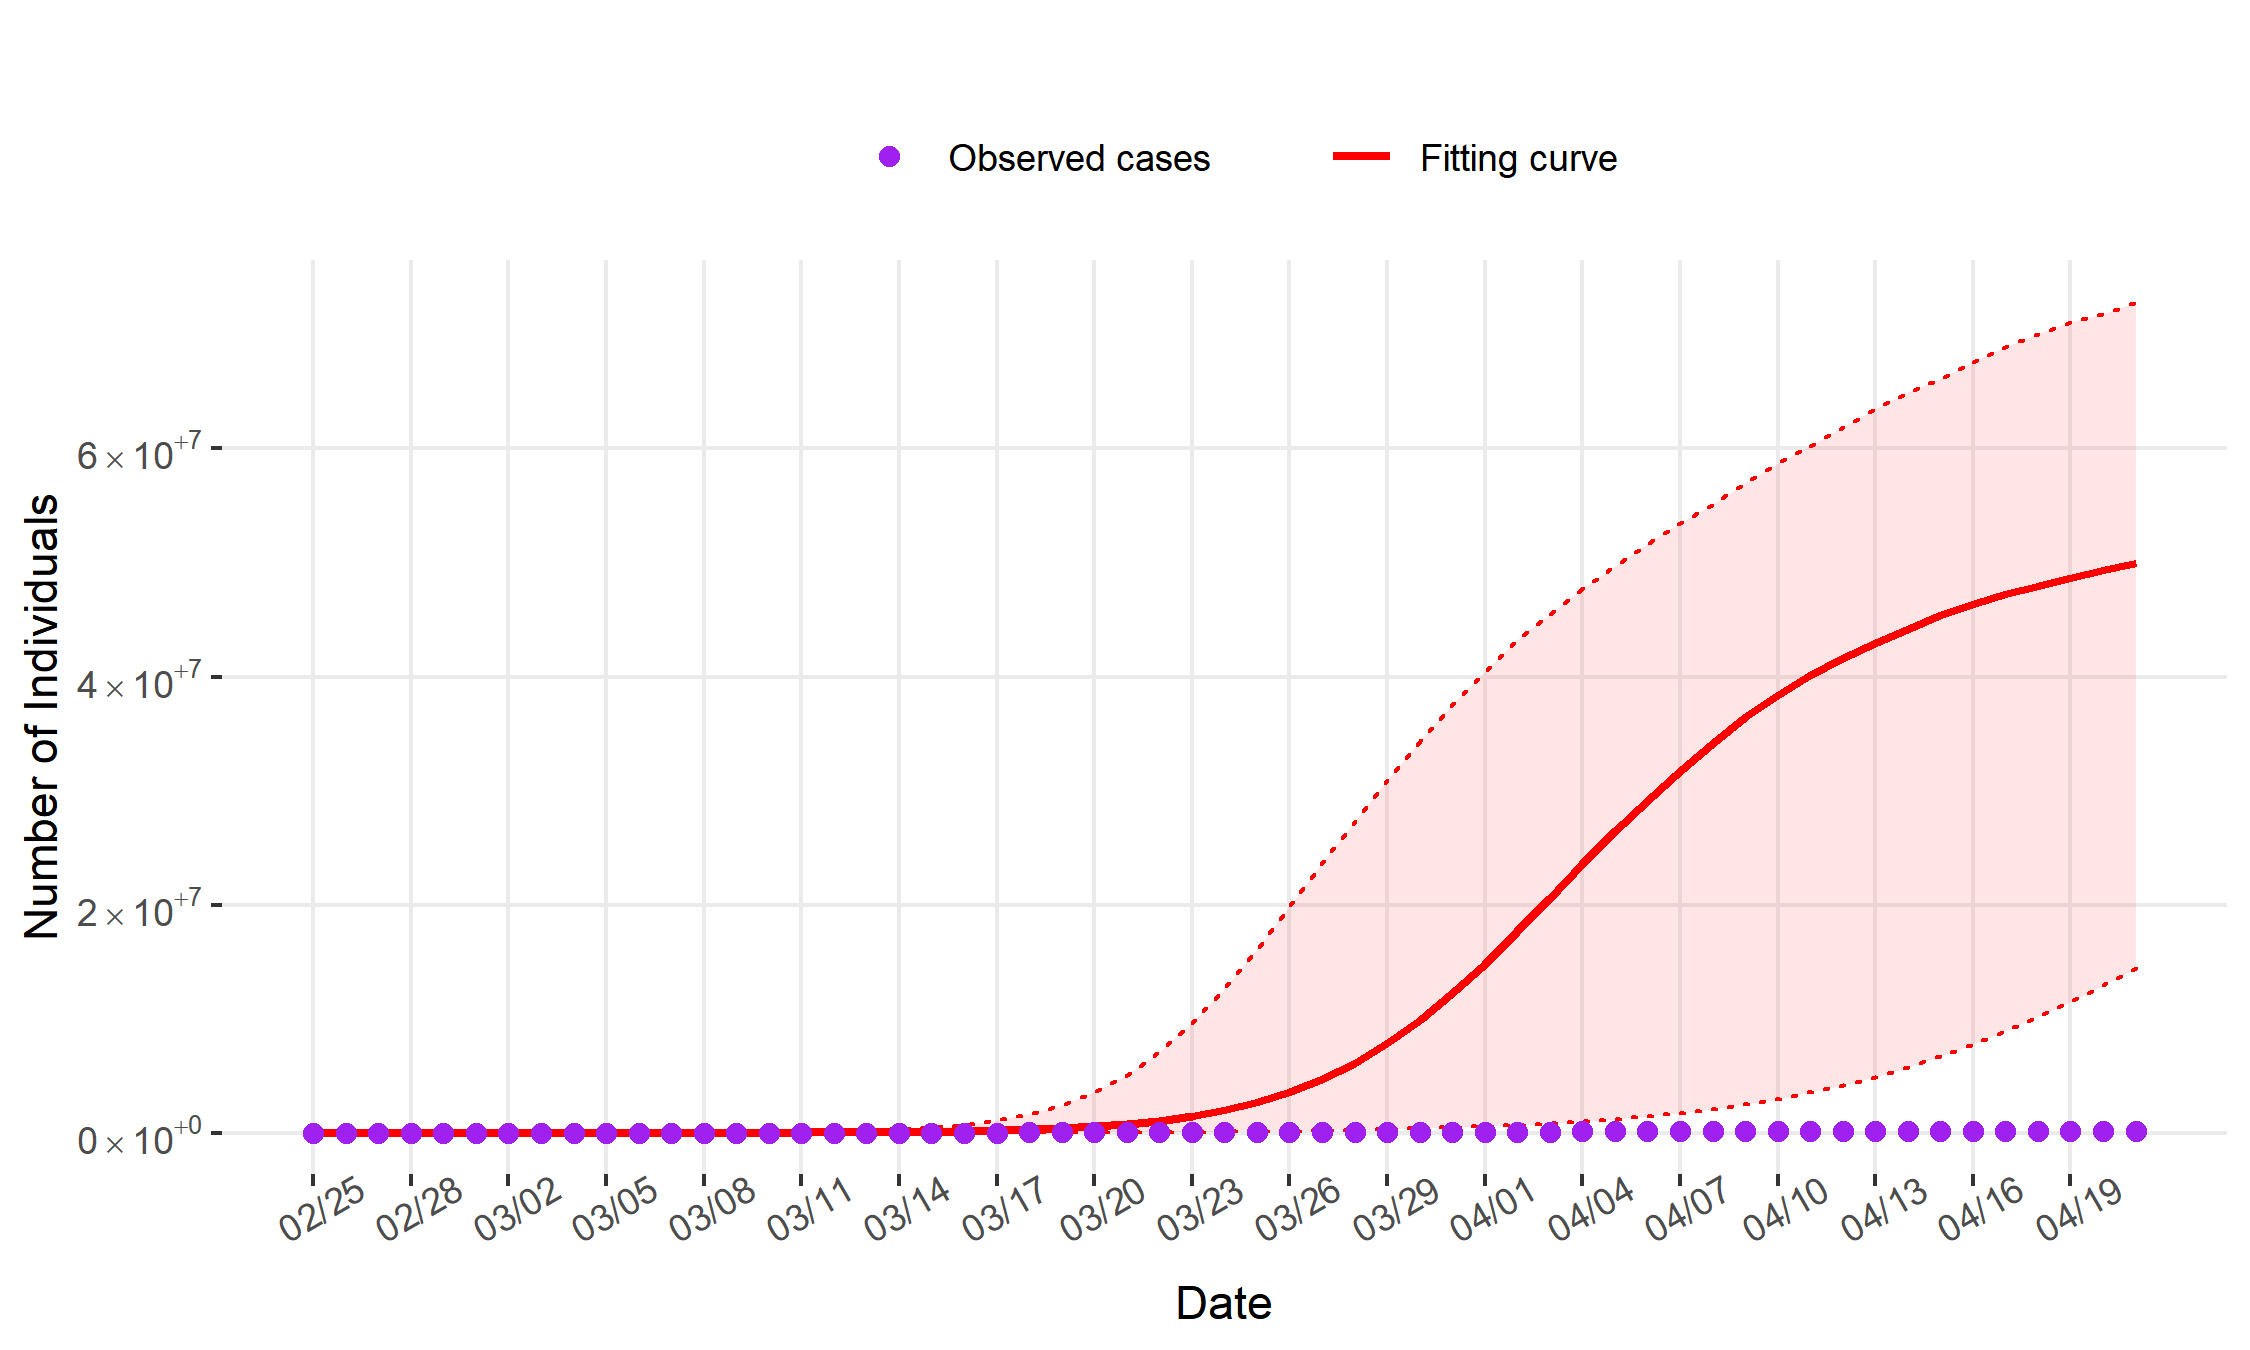 Observed cases Fitting curve
Number of Individuals
6 × 10⁺⁷
4 × 10⁺⁷
2 × 10⁺⁷
0 × 10⁺⁰
02/25 02/28 03/02 03/05 03/08 03/11 03/14 03/17 03/20 03/23 03/26 03/29 04/01 04/04 04/07 04/10 04/13 04/16 04/19
Date